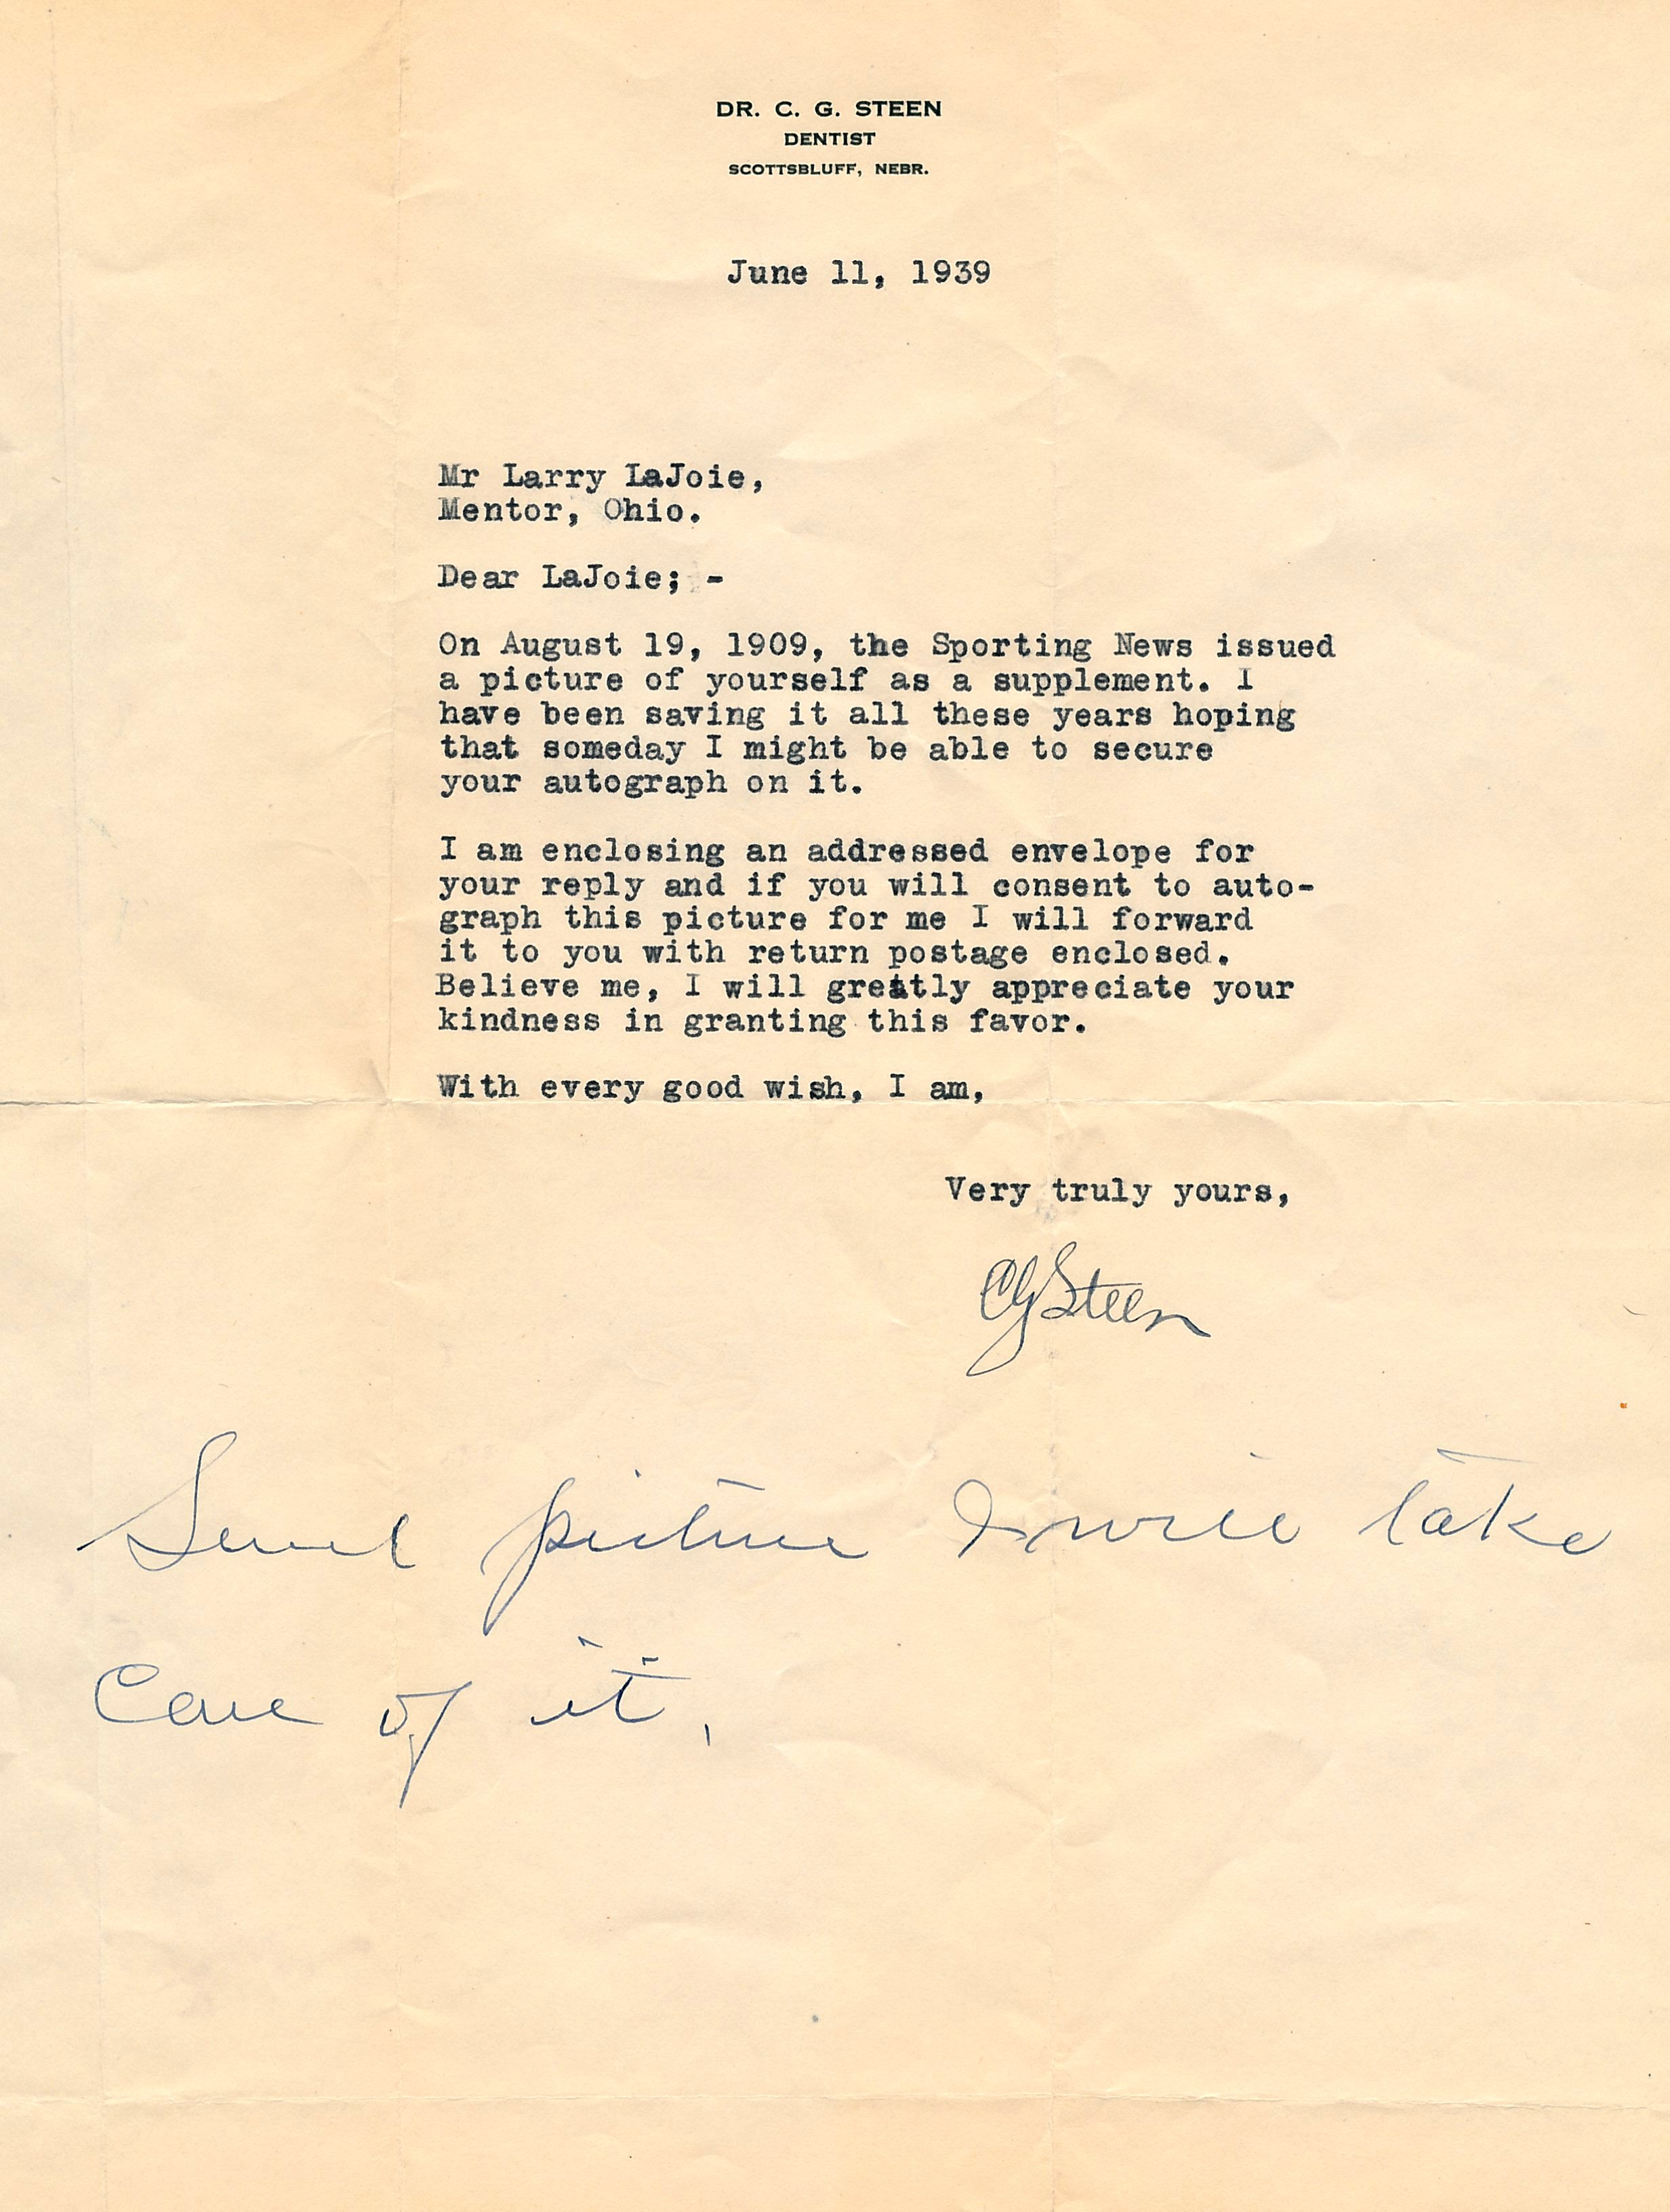 DR. C. G. STEEN
DENTIST
SCOTTSBLUFF, NEBR.
June 11, 1939
Mr Larry LaJoie,
Mentor, Ohio.
Dear LaJoie; -
On August 19, 1909, the Sporting News issued
a picture of yourself as a supplement. I
have been saving it all these years hoping
that someday I might be able to secure
your autograph on it.
I am enclosing an addressed envelope for
your reply and if you will consent to auto-
graph this picture for me I will forward
it to you with return postage enclosed.
Believe me, I will greatly appreciate your
kindness in granting this favor.
With every good wish, I am,
Very truly yours,
CGSteen
Send picture I will take
Care of it.